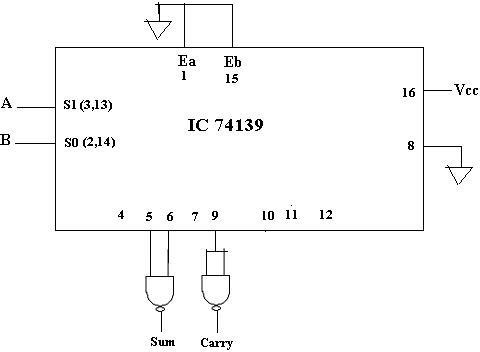 Ea Eb
1 15
16 Vcc
A S1 (3,13)
IC 74139
B S0 (2,14)
8
4 5 6 7 9 10 11 12
Sum Carry